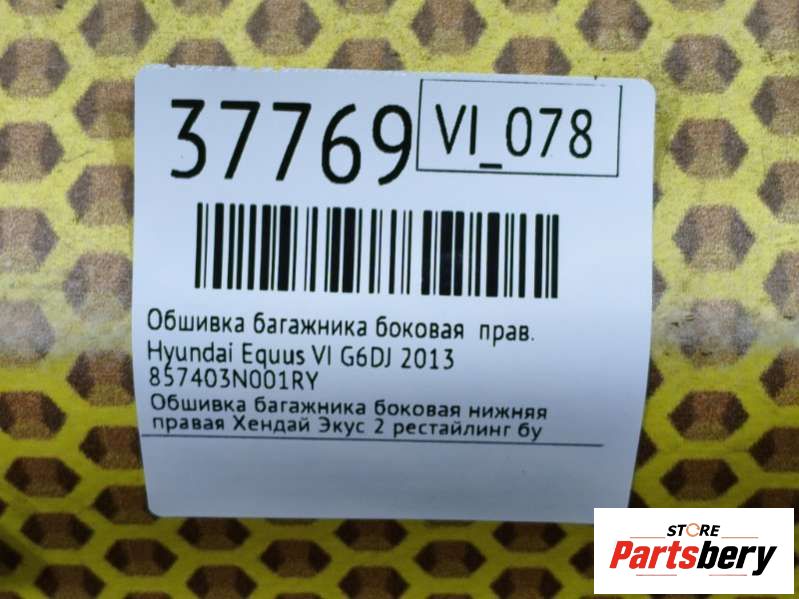 37769 VI_078
Обшивка багажника боковая прав.
Hyundai Equus VI G6DJ 2013
857403N001RY
Обшивка багажника боковая нижняя
правая Хендай Экус 2 рестайлинг бу
STORE
Partsbery